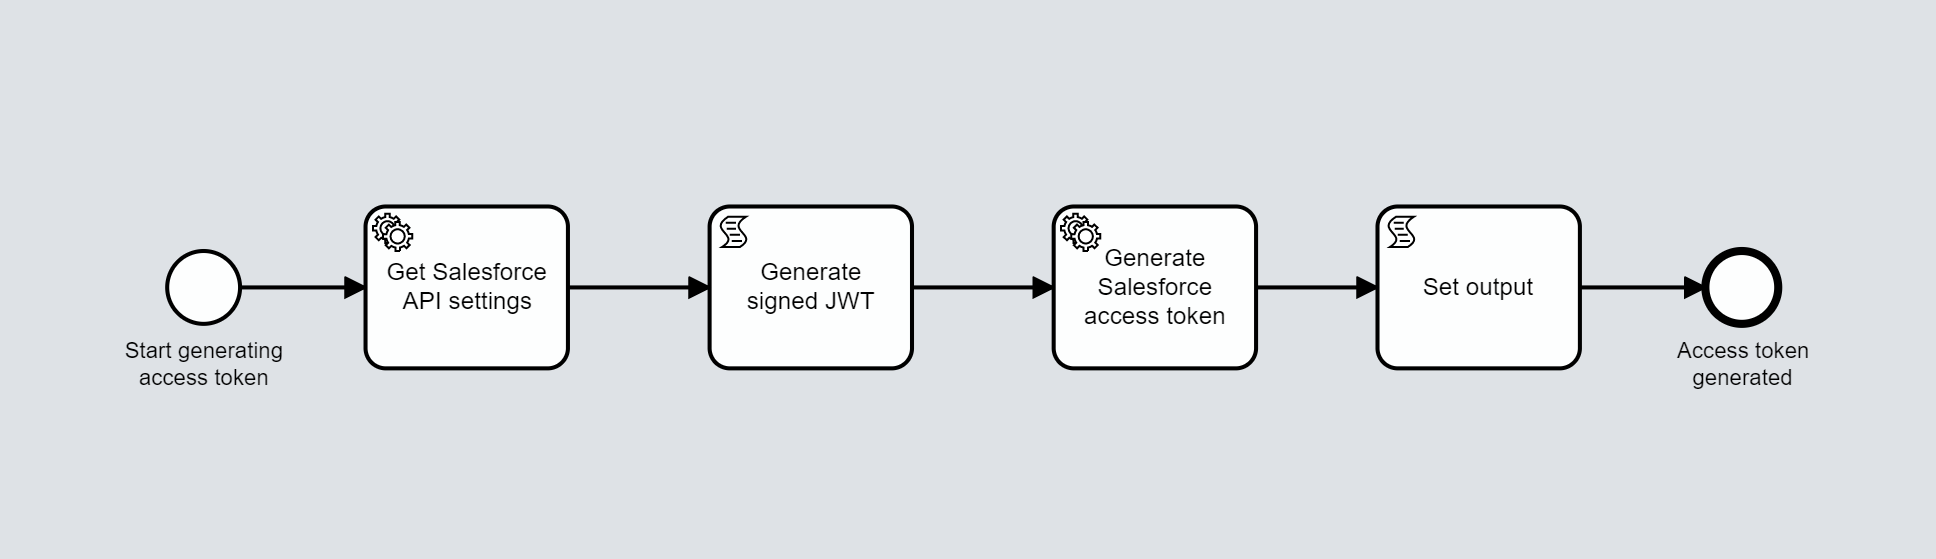 Start generating
access token
Get Salesforce
API settings
Generate
signed JWT
Generate
Salesforce
access token
Set output
Access token
generated